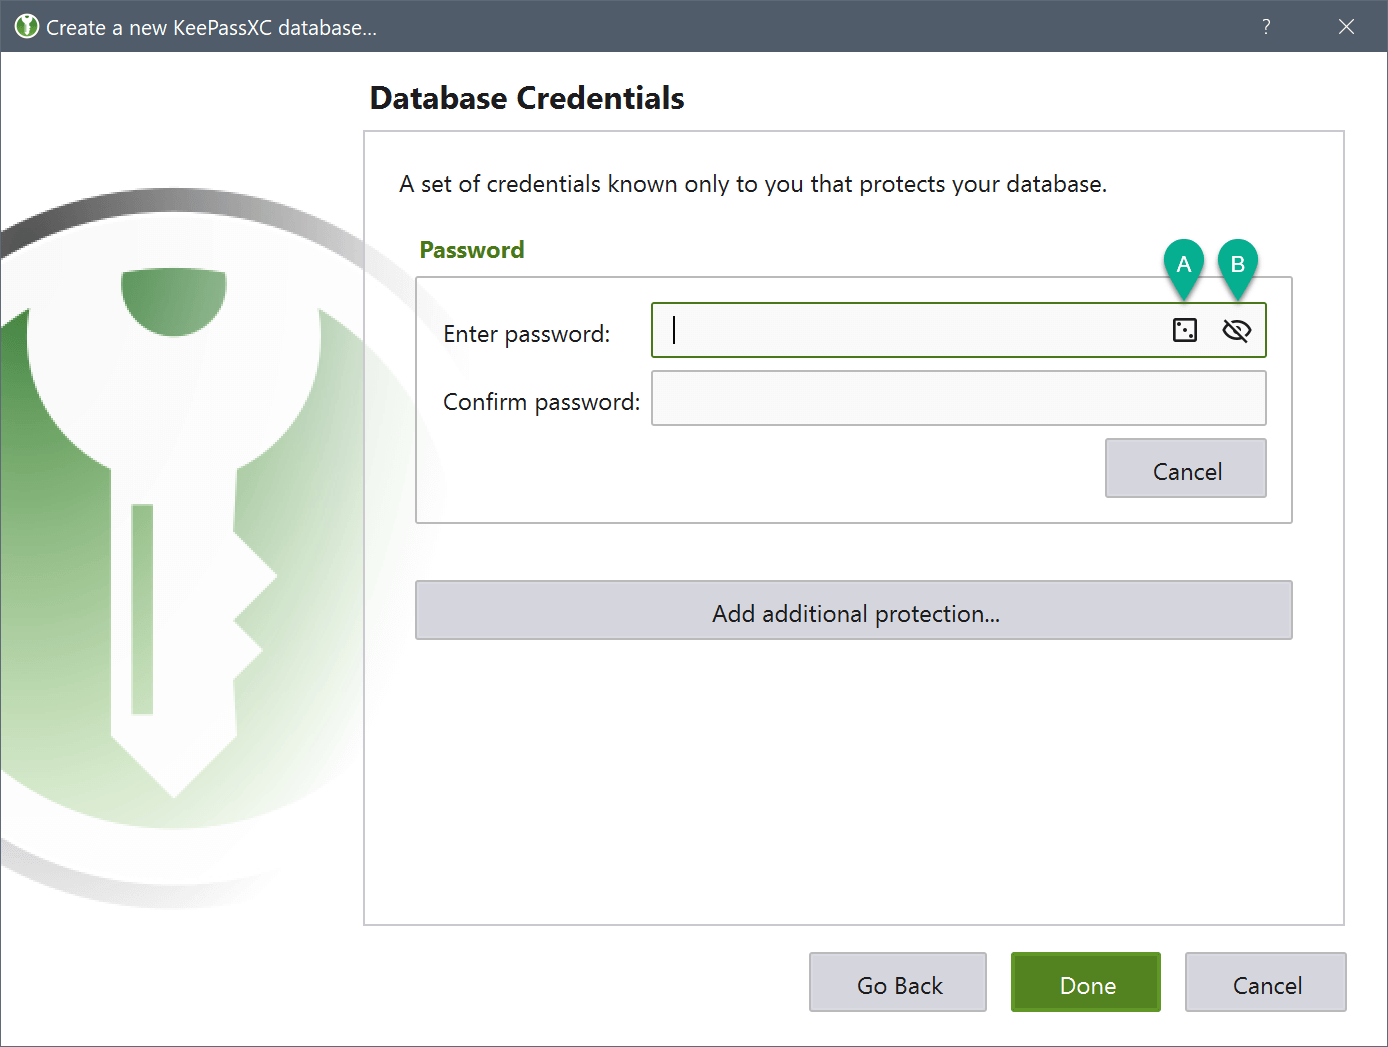 Create a new KeePassXC database...
?
Database Credentials
A set of credentials known only to you that protects your database.
Password
A B
Enter password:
Confirm password:
Cancel
Add additional protection...
Go Back Done Cancel